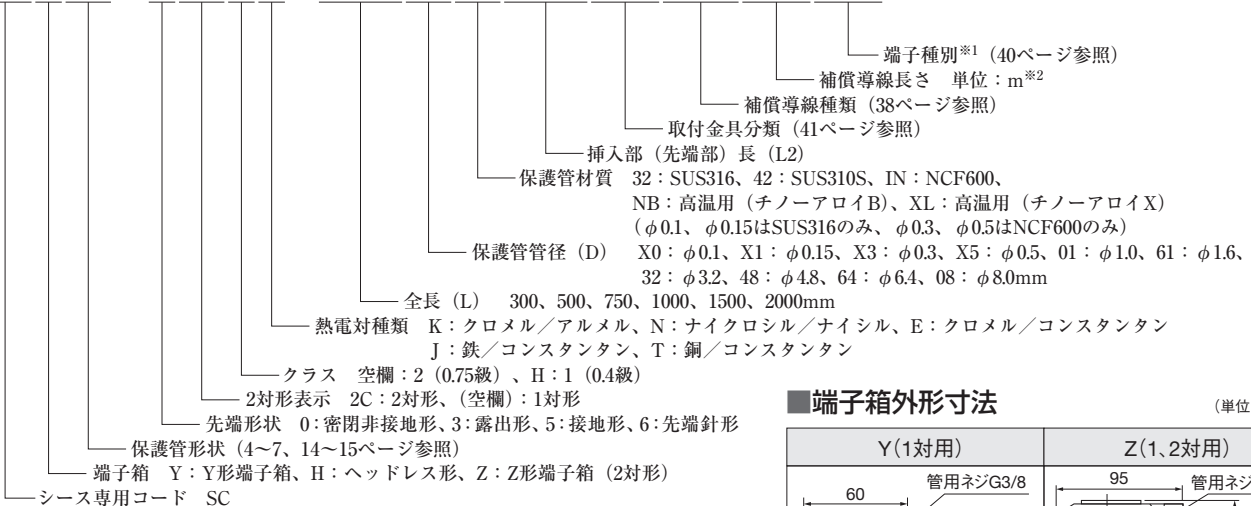 端子種別※1（40ページ参照）
補償導線長さ　単位：m※2
補償導線種類（38ページ参照）
取付金具分類（41ページ参照）
挿入部（先端部）長（L2）
保護管材質　32：SUS316、42：SUS310S、IN：NCF600、
NB：高温用（チノーアロイB）、XL：高温用（チノーアロイX）
（φ0.1、φ0.15はSUS316のみ、φ0.3、φ0.5はNCF600のみ）
保護管管径（D）　X0：φ0.1、X1：φ0.15、X3：φ0.3、X5：φ0.5、01：φ1.0、61：φ1.6、
32：φ3.2、48：φ4.8、64：φ6.4、08：φ8.0mm
全長（L）　300、500、750、1000、1500、2000mm
熱電対種類　K：クロメル／アルメル、N：ナイクロシル／ナイシル、E：クロメル／コンスタンタン
J：鉄／コンスタンタン、T：銅／コンスタンタン
クラス　空欄：2（0.75級）、H：1（0.4級）
2対形表示　2C：2対形、（空欄）：1対形
先端形状　0：密閉非接地形、3：露出形、5：接地形、6：先端針形
保護管形状（4〜7、14〜15ページ参照）
端子箱　Y：Y形端子箱、H：ヘッドレス形、Z：Z形端子箱（2対形）
シース専用コード　SC
■端子箱外形寸法
（単位
Y（1対用）
Z（1、2対用）
60
管用ネジG3/8
95
管用ネジ